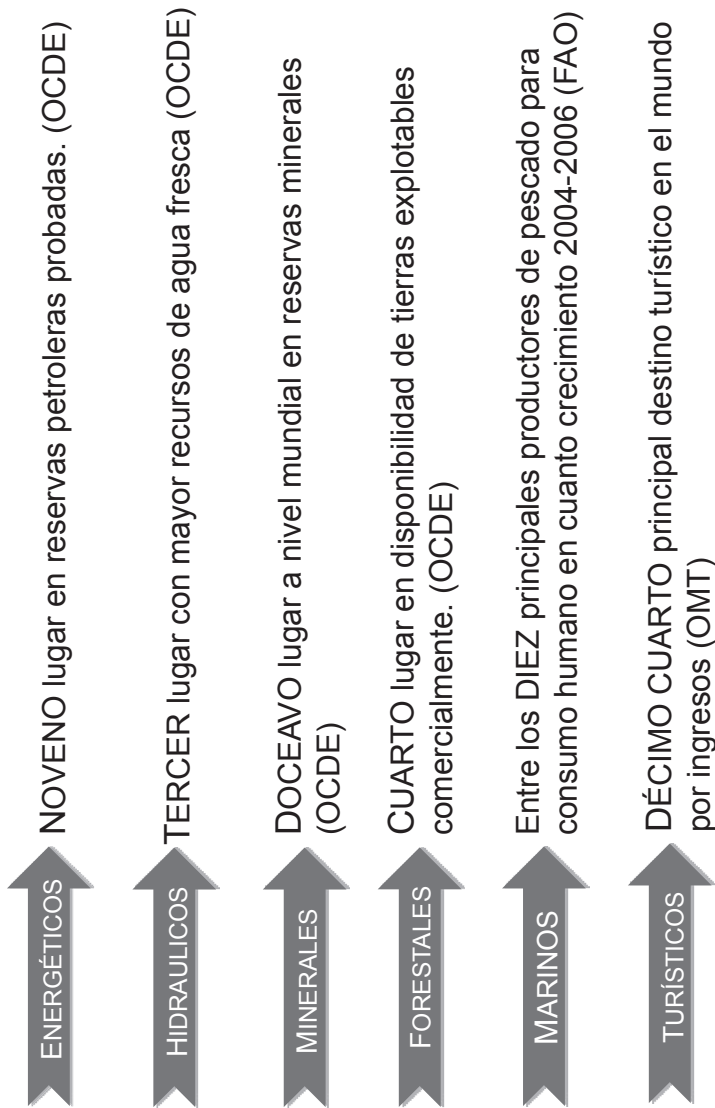 ENERGÉTICOS
NOVENO lugar en reservas petroleras probadas. (OCDE)
HIDRAULICOS
TERCER lugar con mayor recursos de agua fresca (OCDE)
MINERALES
DOCEAVO lugar a nivel mundial en reservas minerales
(OCDE)
FORESTALES
CUARTO lugar en disponibilidad de tierras explotables
comercialmente. (OCDE)
MARINOS
Entre los DIEZ principales productores de pescado para
consumo humano en cuanto crecimiento 2004-2006 (FAO)
TURÍSTICOS
DÉCIMO CUARTO principal destino turístico en el mundo
por ingresos (OMT)